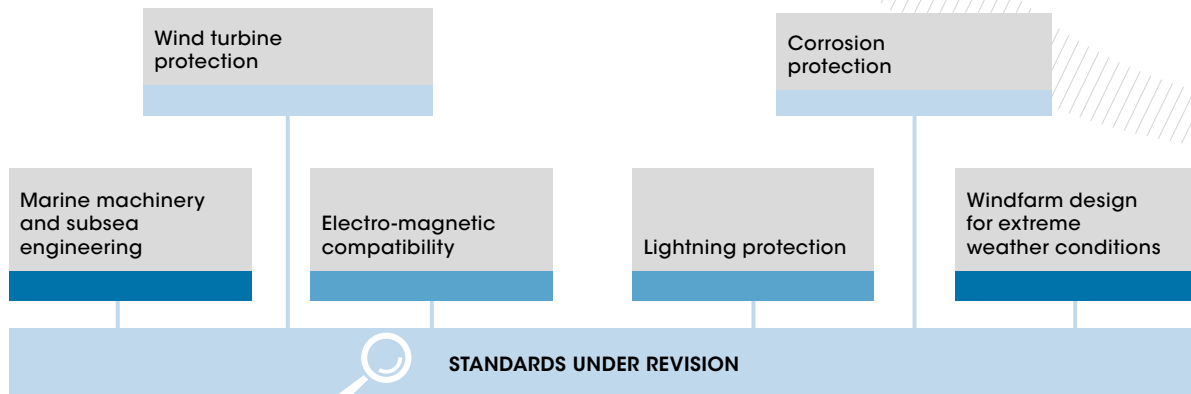 Wind turbine
protection
Corrosion
protection
Marine machinery
and subsea
engineering
Electro-magnetic
compatibility
Lightning protection
Windfarm design
for extreme
weather conditions
STANDARDS UNDER REVISION